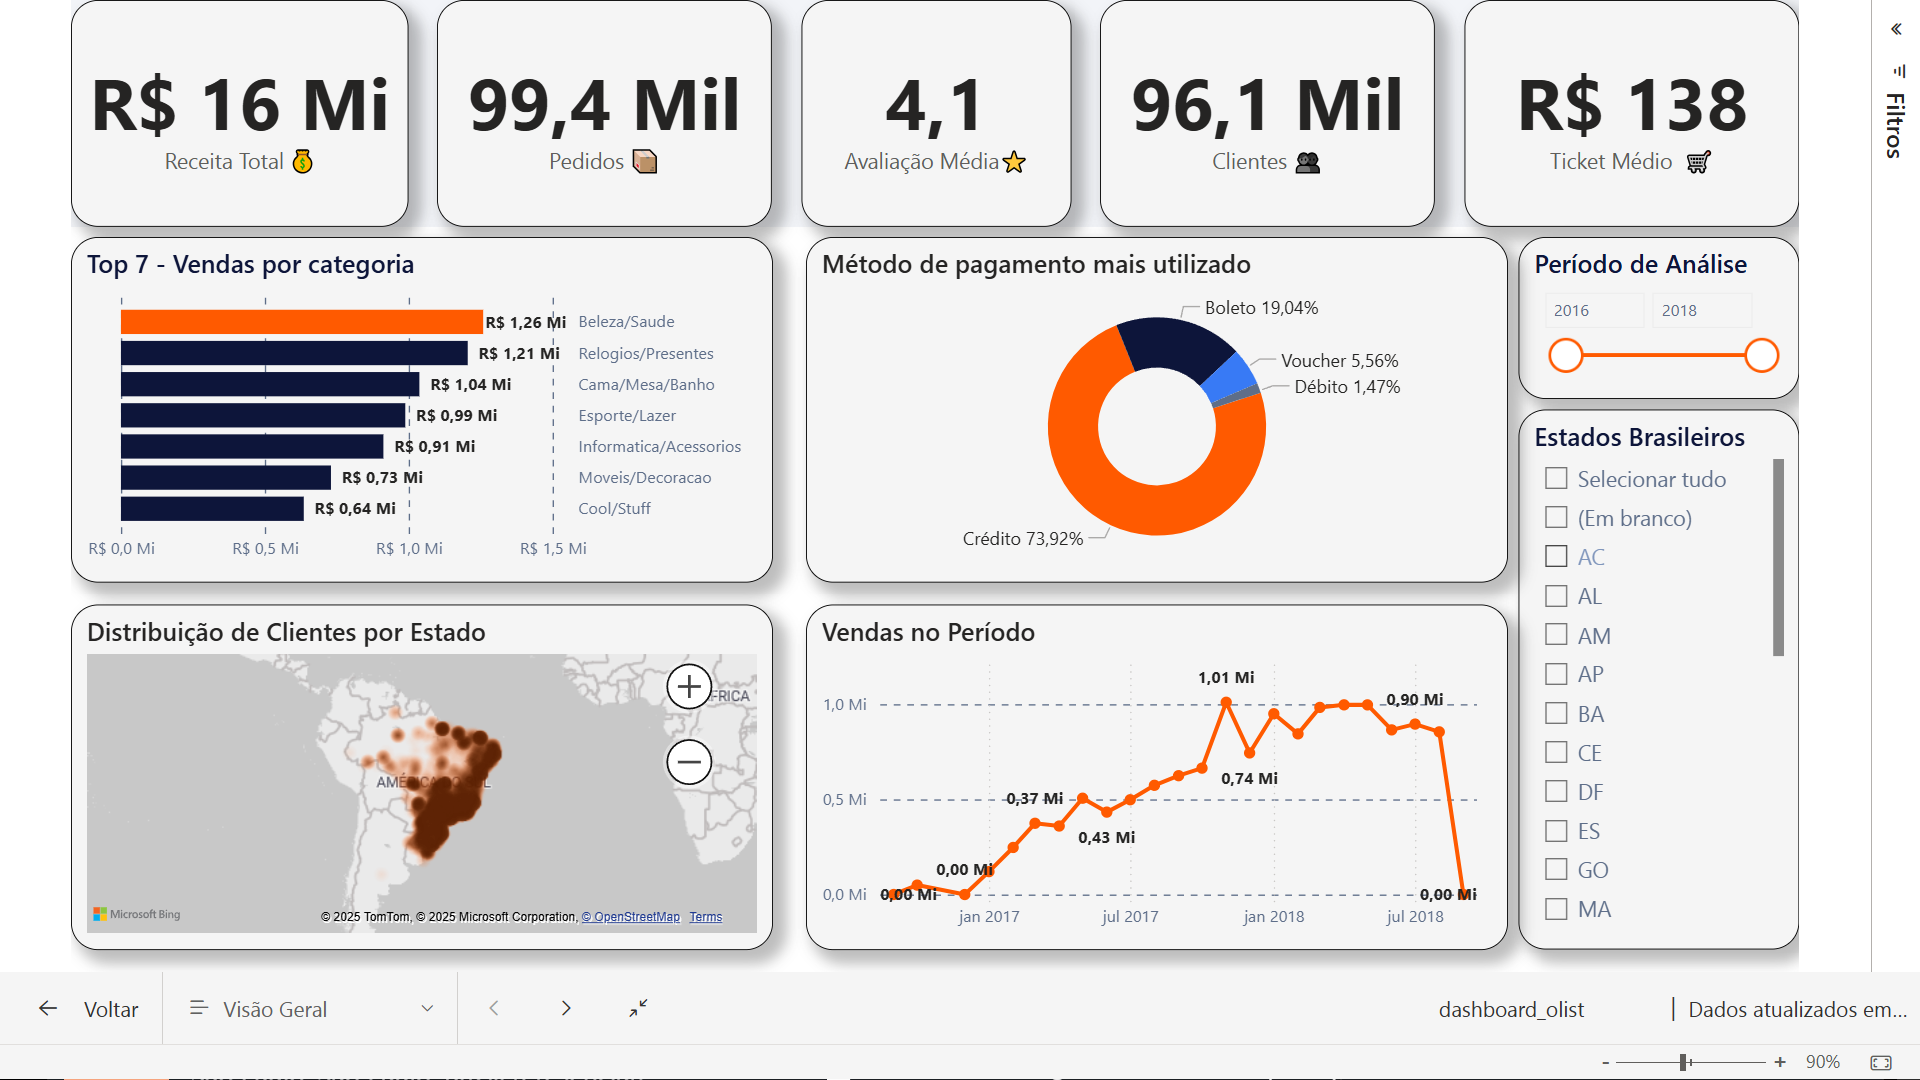 R$ 16 Mi
Receita Total
99,4 Mil
Pedidos
4,1
Avaliação Média
96,1 Mil
Clientes
R$ 138
Ticket Médio
Filtros
Top 7 - Vendas por categoria
R$ 1,26 Mi Beleza/Saude
R$ 1,21 Mi Relogios/Presentes
R$ 1,04 Mi Cama/Mesa/Banho
R$ 0,99 Mi Esporte/Lazer
R$ 0,91 Mi Informatica/Acessorios
R$ 0,73 Mi Moveis/Decoracao
R$ 0,64 Mi Cool/Stuff
R$ 0,0 Mi R$ 0,5 Mi R$ 1,0 Mi R$ 1,5 Mi
Método de pagamento mais utilizado
Boleto 19,04%
Voucher 5,56%
Débito 1,47%
Crédito 73,92%
Período de Análise
2016 2018
Estados Brasileiros
Selecionar tudo
(Em branco)
AC
AL
AM
AP
BA
CE
DF
ES
GO
MA
Distribuição de Clientes por Estado
Microsoft Bing
© 2025 TomTom, © 2025 Microsoft Corporation, © OpenStreetMap Terms
Vendas no Período
1,01 Mi
1,0 Mi
0,90 Mi
0,74 Mi
0,5 Mi
0,37 Mi
0,43 Mi
0,00 Mi
0,0 Mi
0,00 Mi
0,00 Mi
jan 2017 jul 2017 jan 2018 jul 2018
Voltar
Visão Geral
dashboard_olist
| Dados atualizados em...
- + 90%